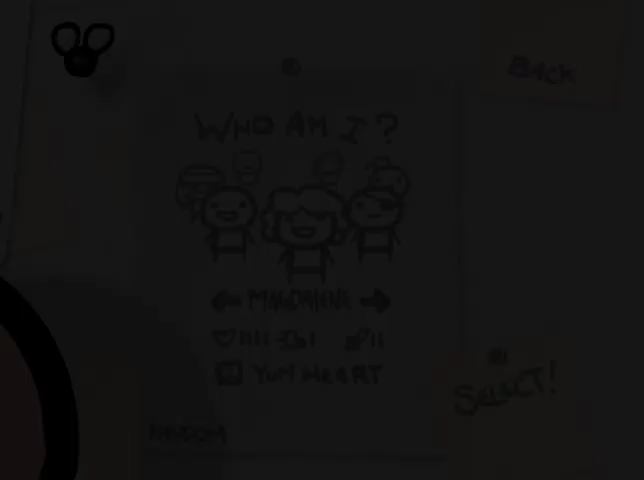 BACK
WHO AM I?
MAGDALENE
YUM HEART
SELECT!
RANDOM